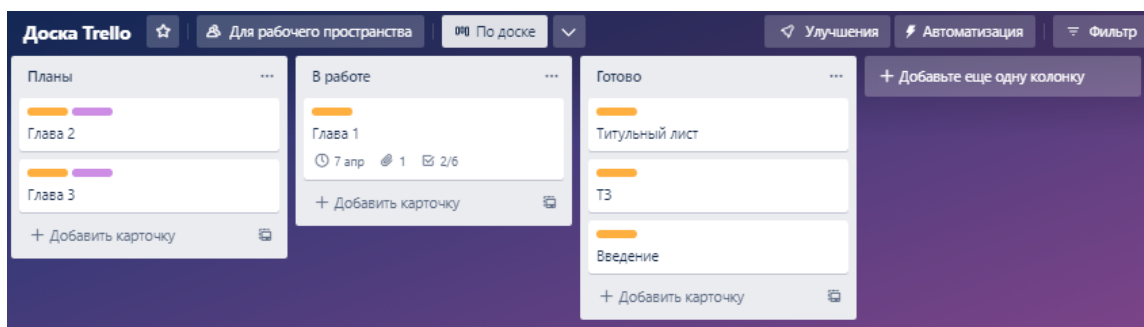 Доска Trello
Для рабочего пространства
По доске
Улучшения
Автоматизация
Фильтр
Планы
Глава 2
Глава 3
+ Добавить карточку
В работе
Глава 1
7 апр 1 2/6
+ Добавить карточку
Готово
Титульный лист
ТЗ
Введение
+ Добавить карточку
+ Добавьте еще одну колонку